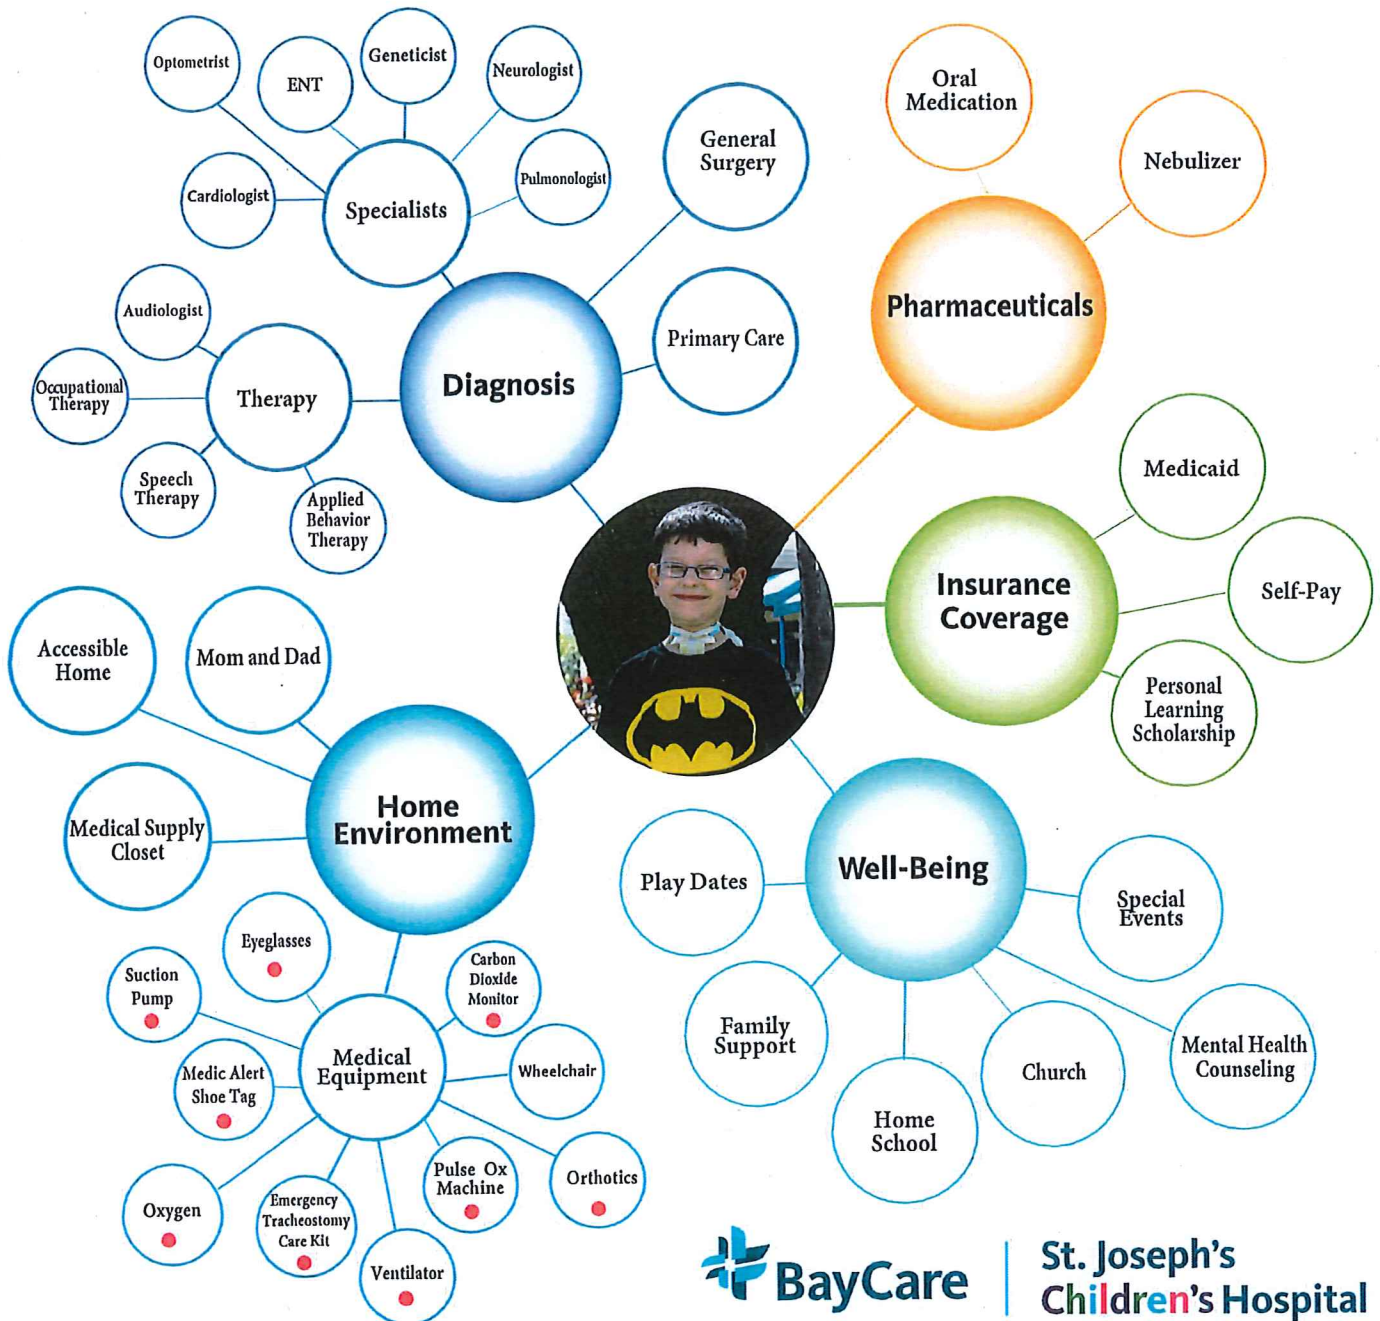 Optometrist
ENT
Geneticist
Neurologist
Cardiologist
Specialists
Pulmonologist
General
Surgery
Primary Care
Diagnosis
Audiologist
Occupational
Therapy
Therapy
Speech
Therapy
Applied
Behavior
Therapy
Oral
Medication
Nebulizer
Pharmaceuticals
Medicaid
Insurance
Coverage
Self-Pay
Personal
Learning
Scholarship
Accessible
Home
Mom and Dad
Medical Supply
Closet
Home
Environment
Eyeglasses
Suction
Pump
Carbon
Dioxide
Monitor
Medic Alert
Shoe Tag
Medical
Equipment
Wheelchair
Oxygen
Emergency
Tracheostomy
Care Kit
Ventilator
Pulse Ox
Machine
Orthotics
Well-Being
Play Dates
Special
Events
Family
Support
Home
School
Church
Mental Health
Counseling
BayCare
St. Joseph's
Children's Hospital